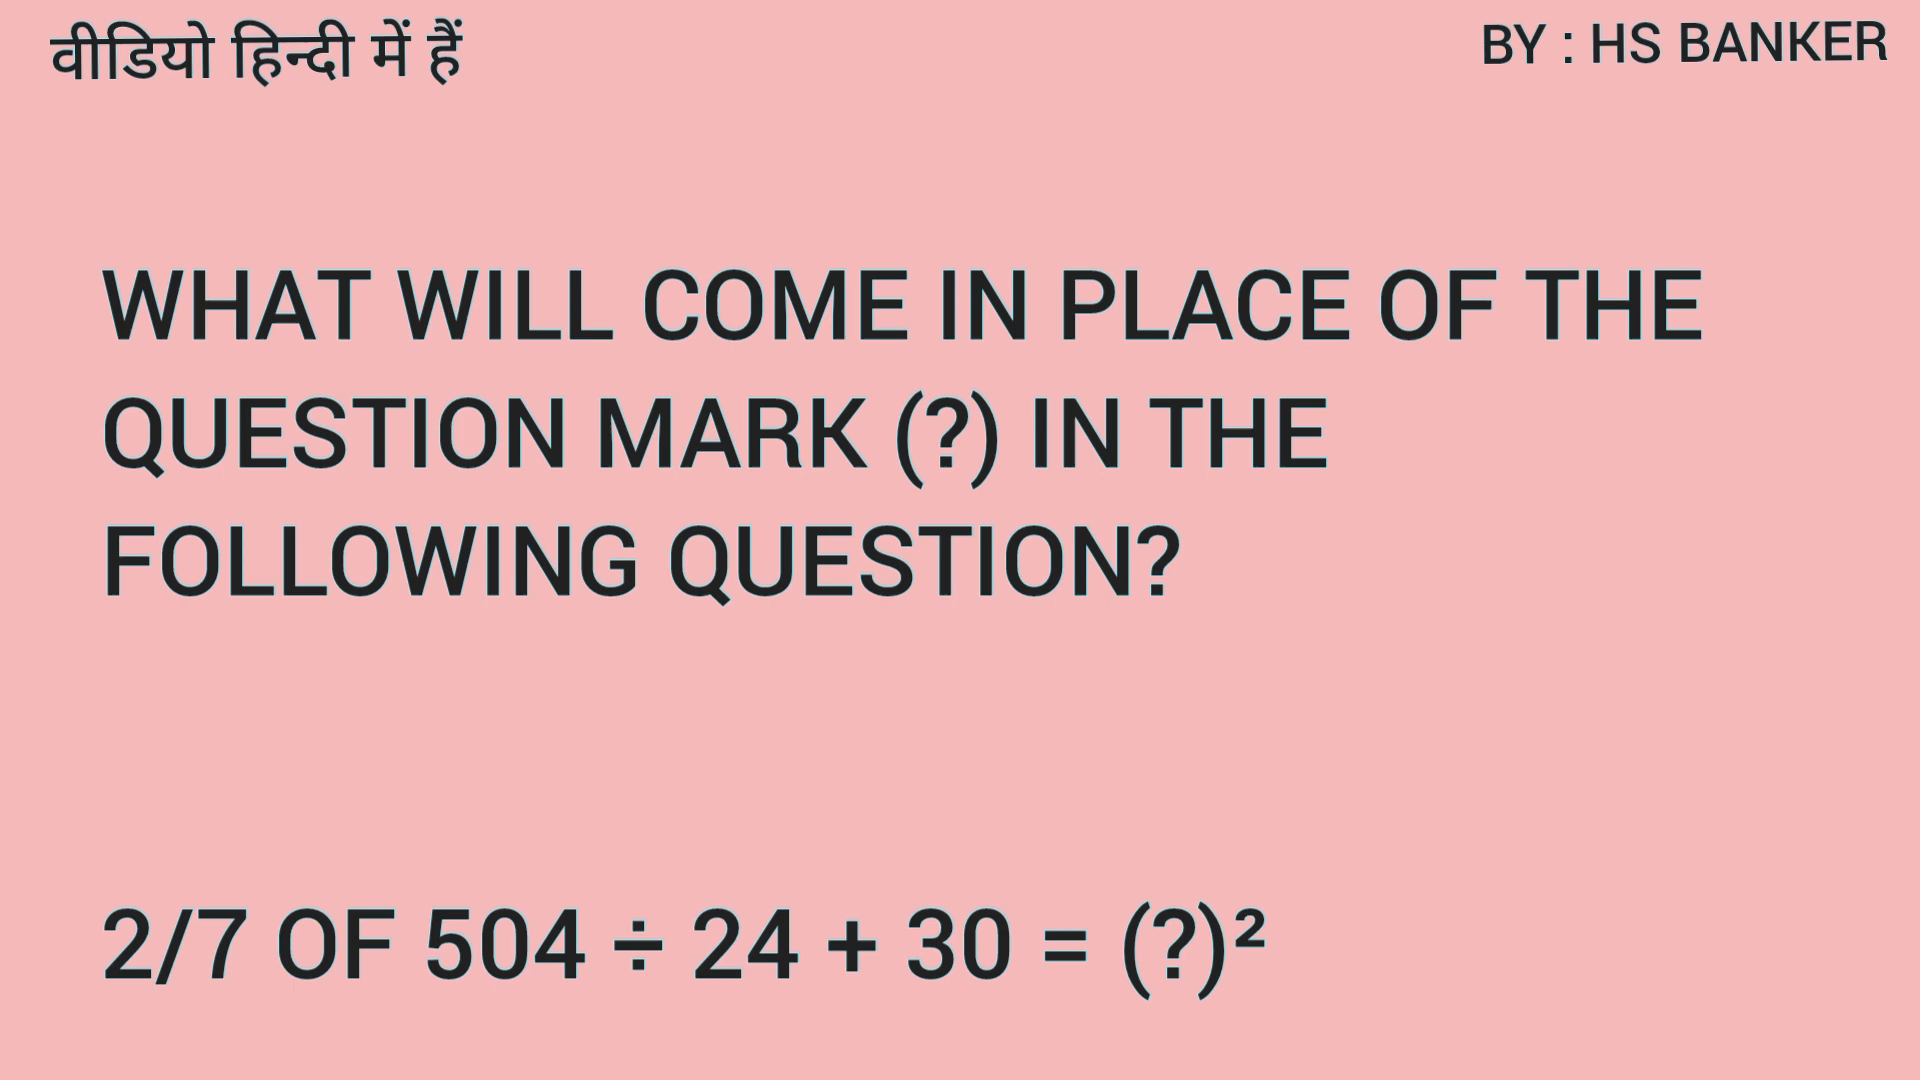 वीडियो हिन्दी में हैं
BY : HS BANKER
WHAT WILL COME IN PLACE OF THE
QUESTION MARK (?) IN THE
FOLLOWING QUESTION?
2/7 OF 504 ÷ 24 + 30 = (?)²